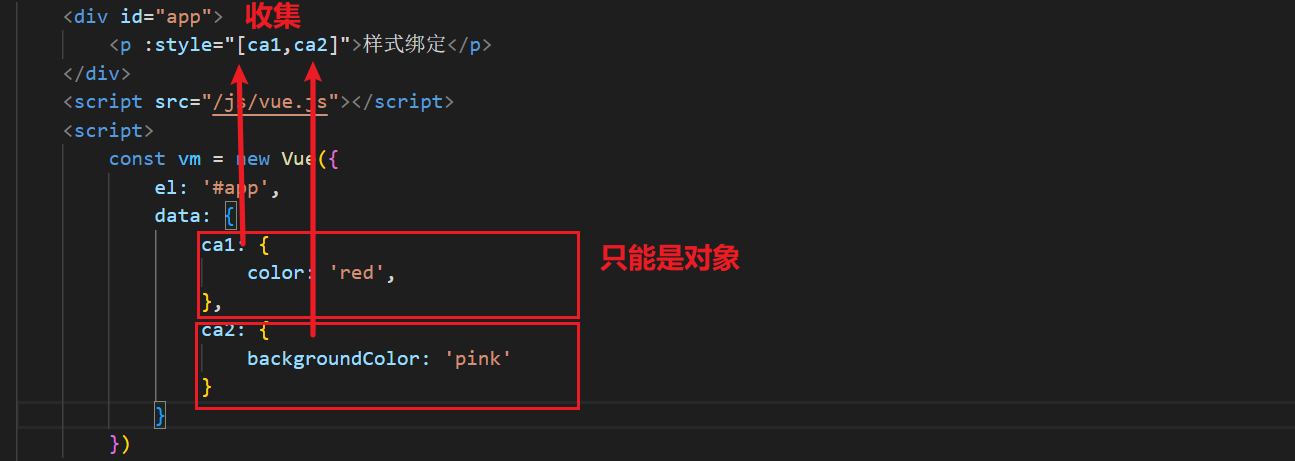 <div id="app">
收集
<p :style="[ca1,ca2]">样式绑定</p>
</div>
<script src="/js/vue.js"></script>
<script>
const vm = new Vue({
el: '#app',
data: {
ca1: {
只能是对象
color: 'red',
},
ca2: {
backgroundColor: 'pink'
}
}
})